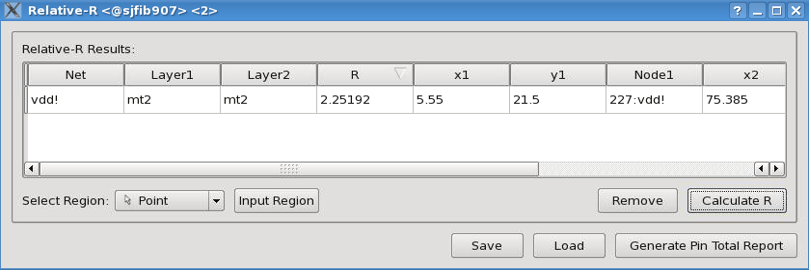 Relative-R <@sjfib907> <2>
Relative-R Results:
Net Layer1 Layer2 R x1 y1 Node1 x2
vdd! mt2 mt2 2.25192 5.55 21.5 227:vdd! 75.385
Select Region: Point Input Region Remove Calculate R
Save Load Generate Pin Total Report